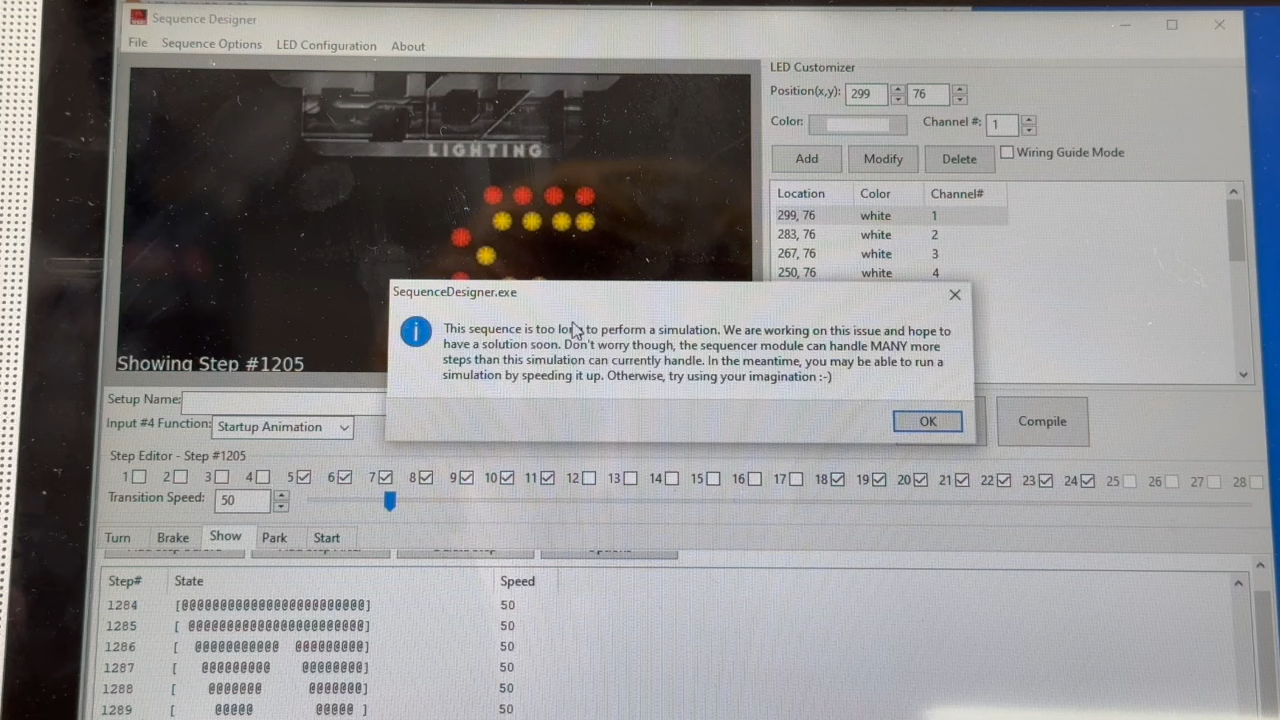 Sequence Designer
File Sequence Options LED Configuration About
LED Customizer
Position(x,y): 299 76
Color: Channel #: 1
Add Modify Delete Wiring Guide Mode
Location Color Channel#
299, 76 white 1
283, 76 white 2
267, 76 white 3
250, 76 white 4
LIGHTING
Showing Step #1205
SequenceDesigner.exe
This sequence is too long to perform a simulation. We are working on this issue and hope to
have a solution soon. Don't worry though, the sequencer module can handle MANY more
steps than this simulation can currently handle. In the meantime, you may be able to run a
simulation by speeding it up. Otherwise, try using your imagination :-)
OK
Setup Name:
Input #4 Function: Startup Animation
Compile
Step Editor - Step #1205
1 2 3 4 5 6 7 8 9 10 11 12 13 14 15 16 17 18 19 20 21 22 23 24 25 26 27 28
Transition Speed: 50
Turn Brake Show Park Start
Step# State Speed
1284 [@@@@@@@@@@@@@@@@@@@@@@@@] 50
1285 [ @@@@@@@@@@@@@@@@@@@@@@@] 50
1286 [ @@@@@@@@@@@ @@@@@@@@@] 50
1287 [ @@@@@@@@@ @@@@@@@@] 50
1288 [ @@@@@@@ @@@@@@@] 50
1289 [ @@@@@ @@@@@ ] 50